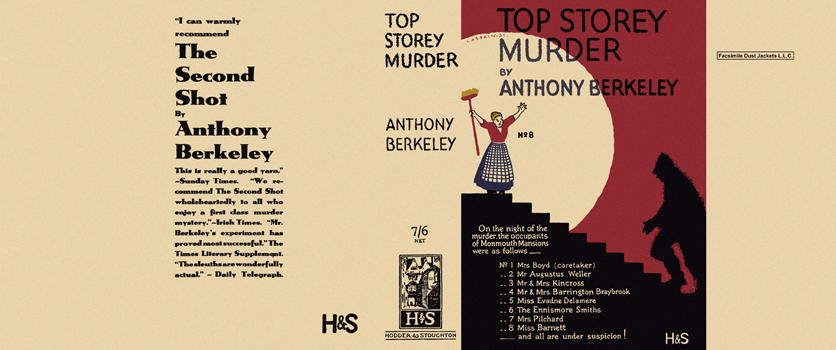 "I can warmly
recommend
The
Second
Shot
By
Anthony
Berkeley
This is really a good yarn."
–Sunday Times. "We re-
commend The Second Shot
wholeheartedly to all who
enjoy a first class murder
mystery."–Irish Times. "Mr.
Berkeley's experiment has
proved most successful." The
Times Literary Supplement.
"The sleuths are wonderfully
actual." – Daily Telegraph.
H&S
TOP
STOREY
MURDER
ANTHONY
BERKELEY
7/6
NET
H&S
HODDER & STOUGHTON
TOP STOREY
MURDER
BY
ANTHONY BERKELEY
Nº8
On the night of the
murder, the occupants
of Monmouth Mansions
were as follows
Nº 1 Mrs Boyd (caretaker)
.. 2 Mr Augustus Weller
.. 3 Mr & Mrs Kincross
.. 4 Mr & Mrs Barrington Braybrook
.. 5 Miss Evadne Delamere
.. 6 The Ennismore Smiths
.. 7 Mrs Pilchard
.. 8 Miss Barnett
and all are under suspicion!
H&S
Facsimile Dust Jackets L.L.C.